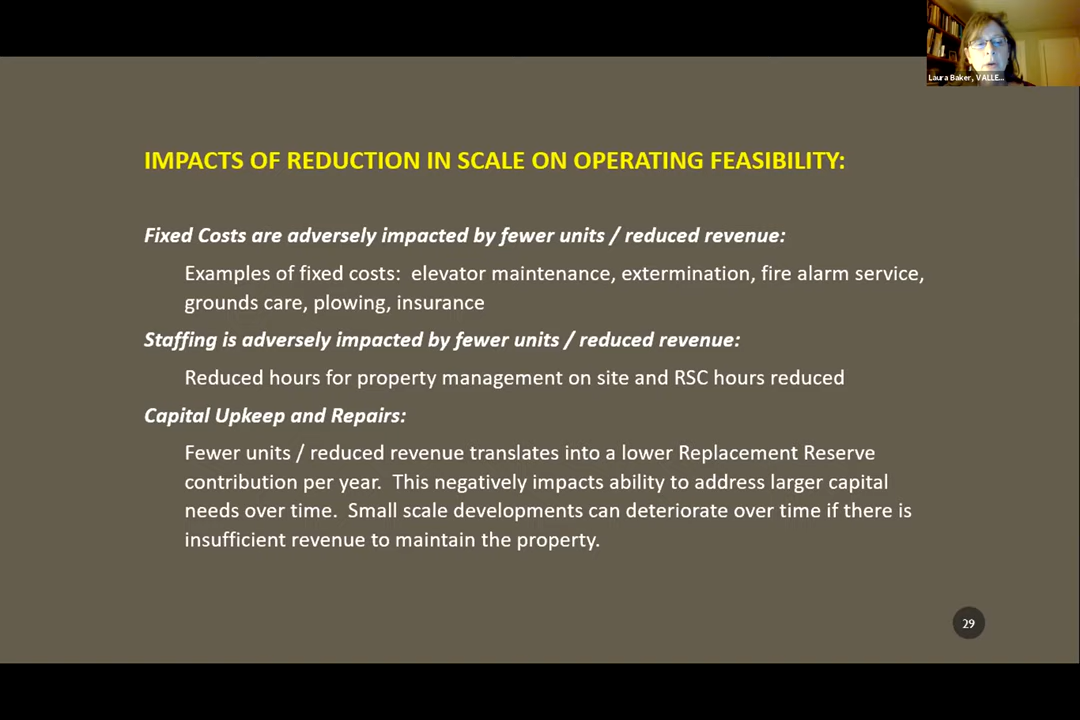 Laura Baker, VALLE...
IMPACTS OF REDUCTION IN SCALE ON OPERATING FEASIBILITY:
Fixed Costs are adversely impacted by fewer units / reduced revenue:
Examples of fixed costs: elevator maintenance, extermination, fire alarm service,
grounds care, plowing, insurance
Staffing is adversely impacted by fewer units / reduced revenue:
Reduced hours for property management on site and RSC hours reduced
Capital Upkeep and Repairs:
Fewer units / reduced revenue translates into a lower Replacement Reserve
contribution per year. This negatively impacts ability to address larger capital
needs over time. Small scale developments can deteriorate over time if there is
insufficient revenue to maintain the property.
29